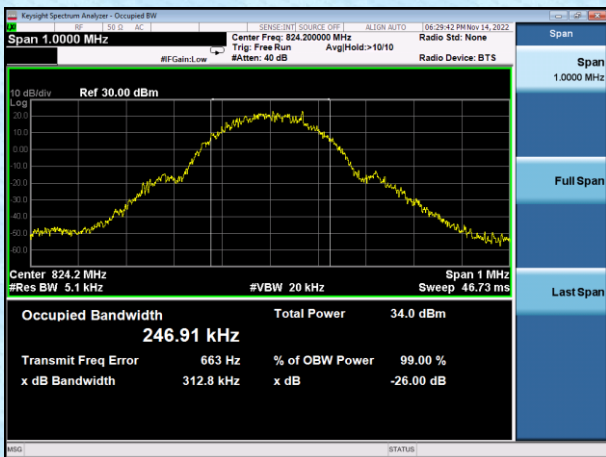 Keysight Spectrum Analyzer - Occupied BW
RF 50 Ω AC SENSE:INT SOURCE OFF ALIGN AUTO 06:29:42 PM Nov 14, 2022
Span 1.0000 MHz
Center Freq: 824.200000 MHz Radio Std: None
Trig: Free Run Avg|Hold:>10/10
#IFGain:Low #Atten: 40 dB Radio Device: BTS
10 dB/div Ref 30.00 dBm
Log
20.0
10.0
0.00
-10.0
-20.0
-30.0
-40.0
-50.0
-60.0
Center 824.2 MHz Span 1 MHz
#Res BW 5.1 kHz #VBW 20 kHz Sweep 46.73 ms
Occupied Bandwidth Total Power 34.0 dBm
246.91 kHz
Transmit Freq Error 663 Hz % of OBW Power 99.00 %
x dB Bandwidth 312.8 kHz x dB -26.00 dB
MSG STATUS
Span
Span
1.0000 MHz
Full Span
Last Span